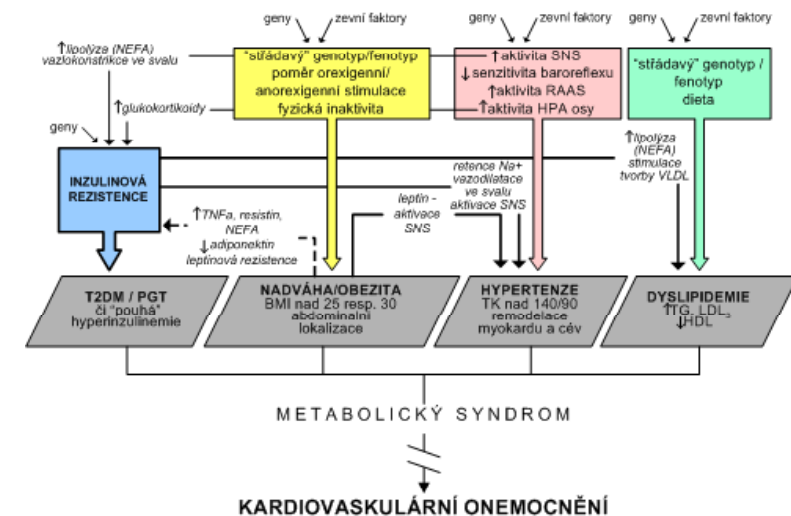 geny
zevní faktory
geny
zevní faktory
geny
zevní faktory
↑lipolýza (NEFA)
vazlokonstrikce ve svalu
↑glukokortikoidy
geny
"střádavý" genotyp/fenotyp
poměr orexigenní/
anorexigenní stimulace
fyzická inaktivita
↑aktivita SNS
↓senzitivita baroreflexu
↑aktivita RAAS
↑aktivita HPA osy
"střádavý" genotyp /
fenotyp
dieta
INZULINOVÁ
REZISTENCE
↑TNFa, resistin,
NEFA
↓adiponektin
leptinová rezistence
leptin -
aktivace
SNS
retence Na+
vazodilatace
ve svalu
aktivace SNS
↑lipolýza
(NEFA)
stimulace
tvorby VLDL
T2DM / PGT
či "pouhá"
hyperinzulinemie
NADVÁHA/OBEZITA
BMI nad 25 resp. 30
abdominalni
lokalizace
HYPERTENZE
TK nad 140/90
remodelace
myokardu a cév
DYSLIPIDEMIE
↑TG, LDL,
↓HDL
METABOLICKÝ SYNDROM
KARDIOVASKULÁRNÍ ONEMOCNĚNÍ